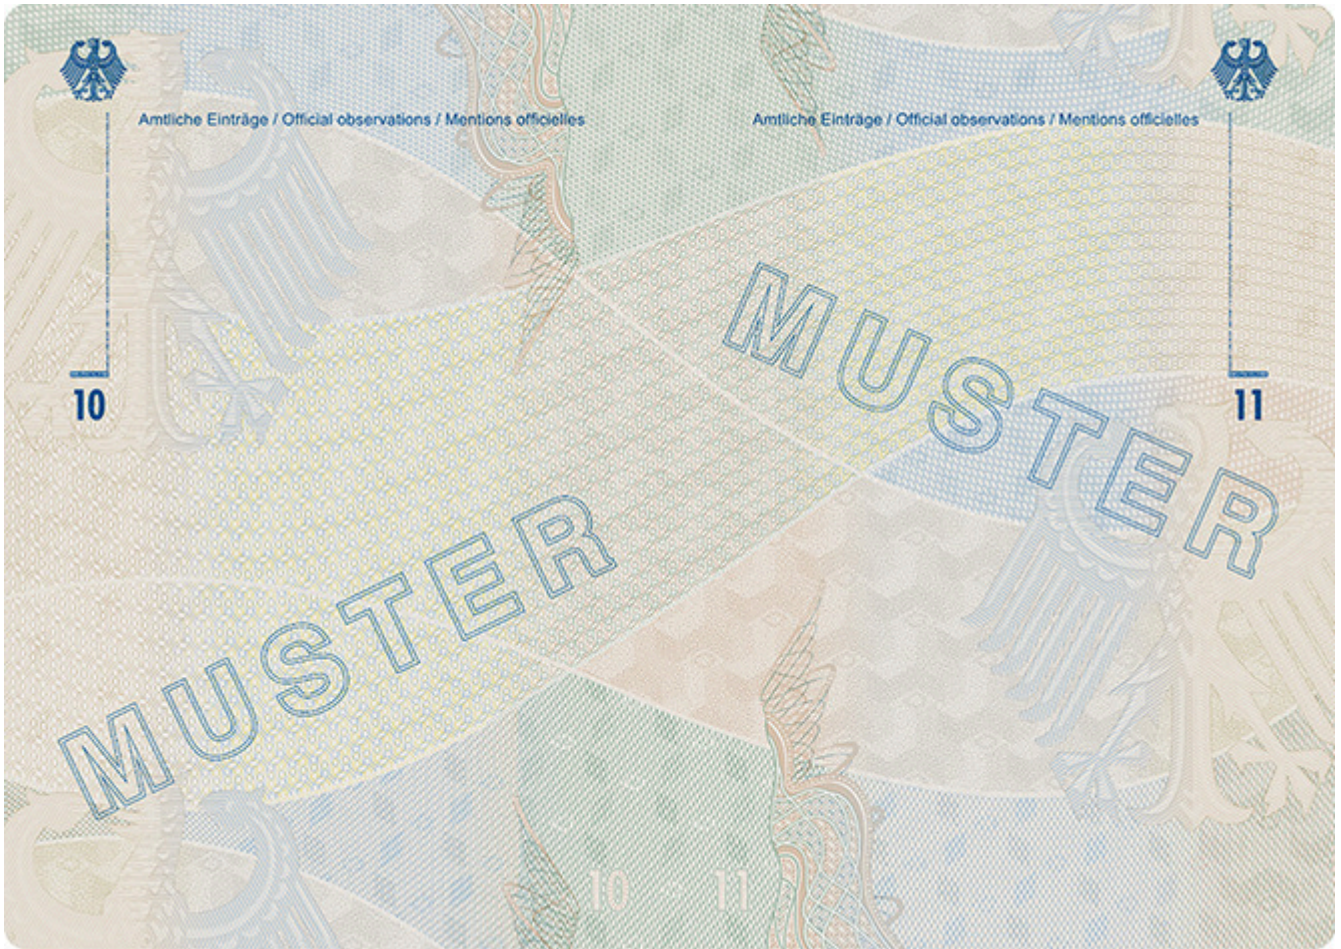 Amtliche Einträge / Official observations / Mentions officielles
10
MUSTER
Amtliche Einträge / Official observations / Mentions officielles
11
MUSTER
10
11